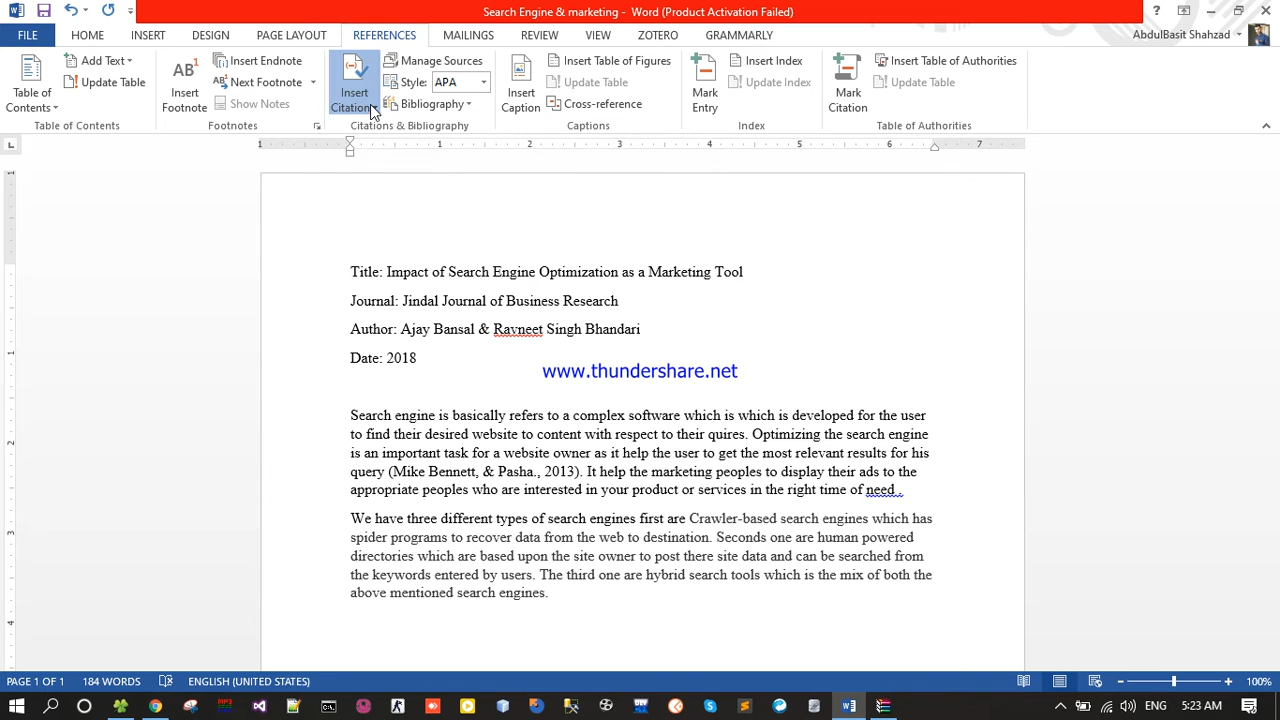 Search Engine & marketing - Word (Product Activation Failed)
FILE HOME INSERT DESIGN PAGE LAYOUT REFERENCES MAILINGS REVIEW VIEW ZOTERO GRAMMARLY AbdulBasit Shahzad
Table of Contents
Add Text
Update Table
Table of Contents
AB
Insert Footnote
Insert Endnote
Next Footnote
Show Notes
Footnotes
Insert Citation
Manage Sources
Style: APA
Bibliography
Citations & Bibliography
Insert Caption
Insert Table of Figures
Update Table
Cross-reference
Captions
Mark Entry
Insert Index
Update Index
Index
Mark Citation
Insert Table of Authorities
Update Table
Table of Authorities
1 1 2 3 4 5 6 7
Title: Impact of Search Engine Optimization as a Marketing Tool
Journal: Jindal Journal of Business Research
Author: Ajay Bansal & Ravneet Singh Bhandari
Date: 2018
www.thundershare.net
Search engine is basically refers to a complex software which is which is developed for the user
to find their desired website to content with respect to their quires. Optimizing the search engine
is an important task for a website owner as it help the user to get the most relevant results for his
query (Mike Bennett, & Pasha., 2013). It help the marketing peoples to display their ads to the
appropriate peoples who are interested in your product or services in the right time of need .
We have three different types of search engines first are Crawler-based search engines which has
spider programs to recover data from the web to destination. Seconds one are human powered
directories which are based upon the site owner to post there site data and can be searched from
the keywords entered by users. The third one are hybrid search tools which is the mix of both the
above mentioned search engines.
PAGE 1 OF 1 184 WORDS ENGLISH (UNITED STATES) 100%
ENG 5:23 AM